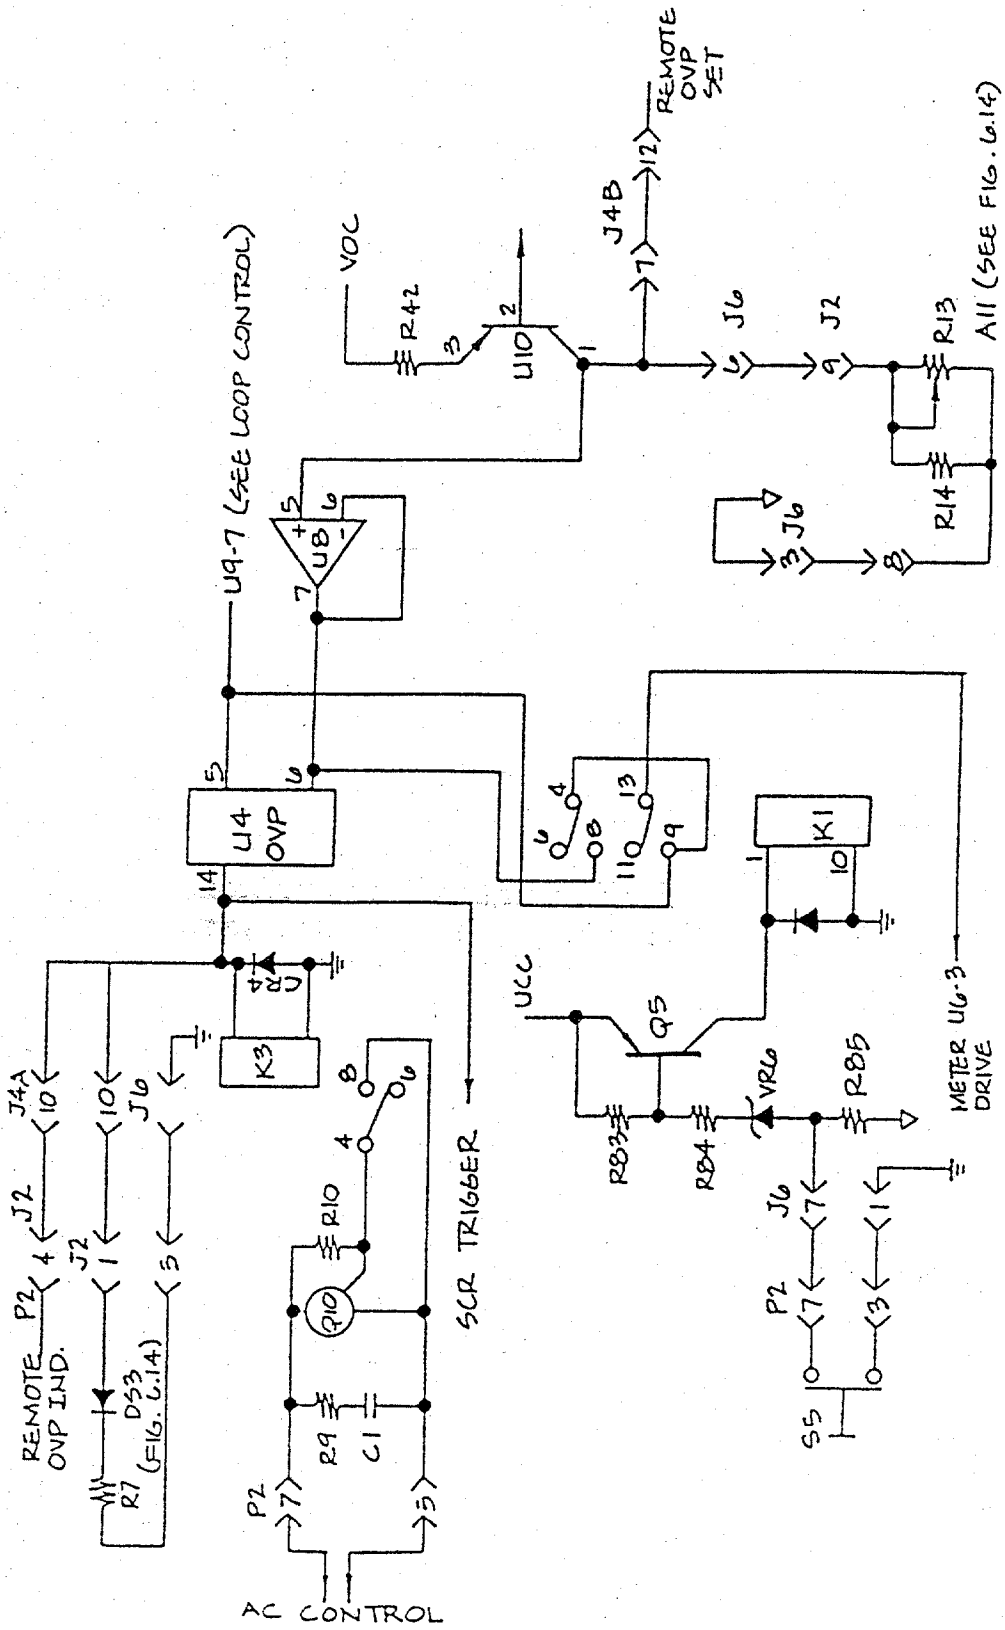 REMOTE
OVP IND.
P2
4
J2
10
J4A
J2
1
10
R7
DS3
(FIG. 6.14)
5
J6
K3
CR4
14
U4
OVP
5
6
U9-7 (SEE LOOP CONTROL)
7
U8
+
-
5
6
VOC
R42
3
U10
2
1
AC CONTROL
P2
7
5
R9
C1
Q10
R10
4
8
6
SCR TRIGGER
J4B
7
12
REMOTE
OVP
SET
6
4
8
11
13
9
VCC
Q5
R83
R84
VR6
R85
K1
1
10
S5
P2
7
J6
7
3
1
METER U6-3
DRIVE
J6
3
8
J6
6
J2
9
R14
R13
A11 (SEE FIG. 6.14)